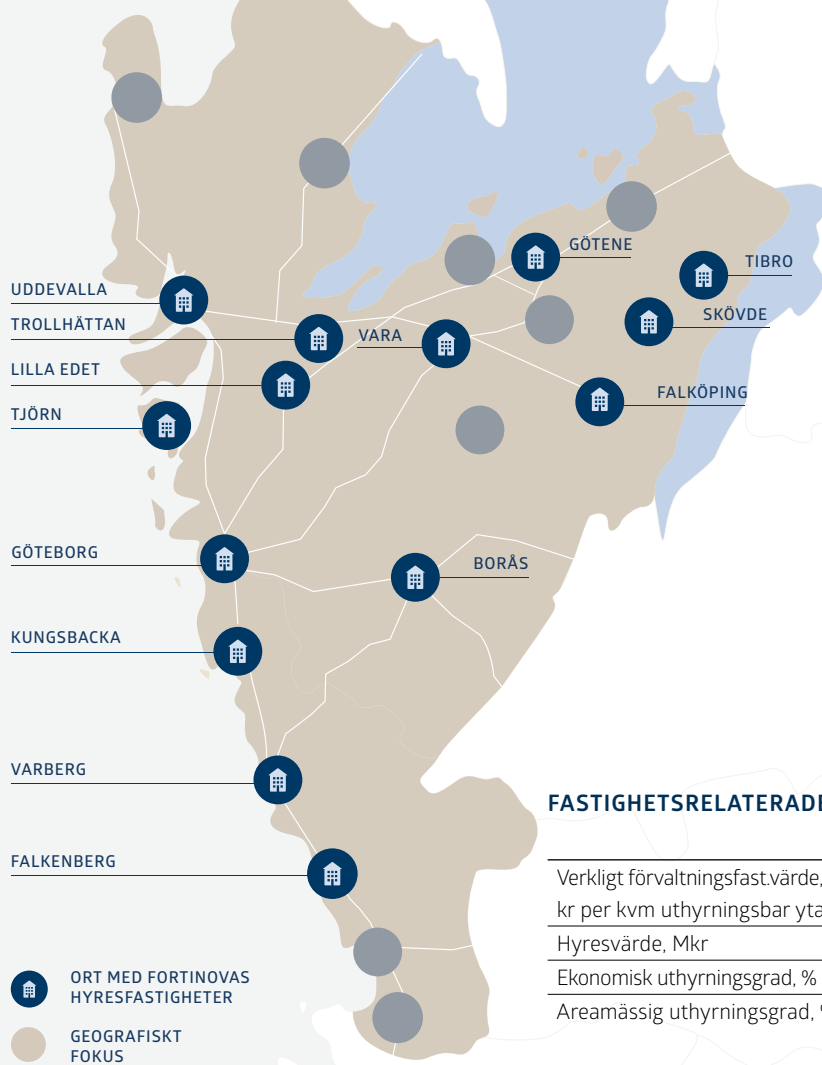 GÖTENE
TIBRO
UDDEVALLA
SKÖVDE
TROLLHÄTTAN
VARA
LILLA EDET
FALKÖPING
TJÖRN
GÖTEBORG
BORÅS
KUNGSBACKA
VARBERG
FALKENBERG
ORT MED FORTINOVAS
HYRESFASTIGHETER
GEOGRAFISKT
FOKUS
FASTIGHETSRELATERADE
Verkligt förvaltningsfast.värde,
kr per kvm uthyrningsbar yta
Hyresvärde, Mkr
Ekonomisk uthyrningsgrad, %
Areamässig uthyrningsgrad,